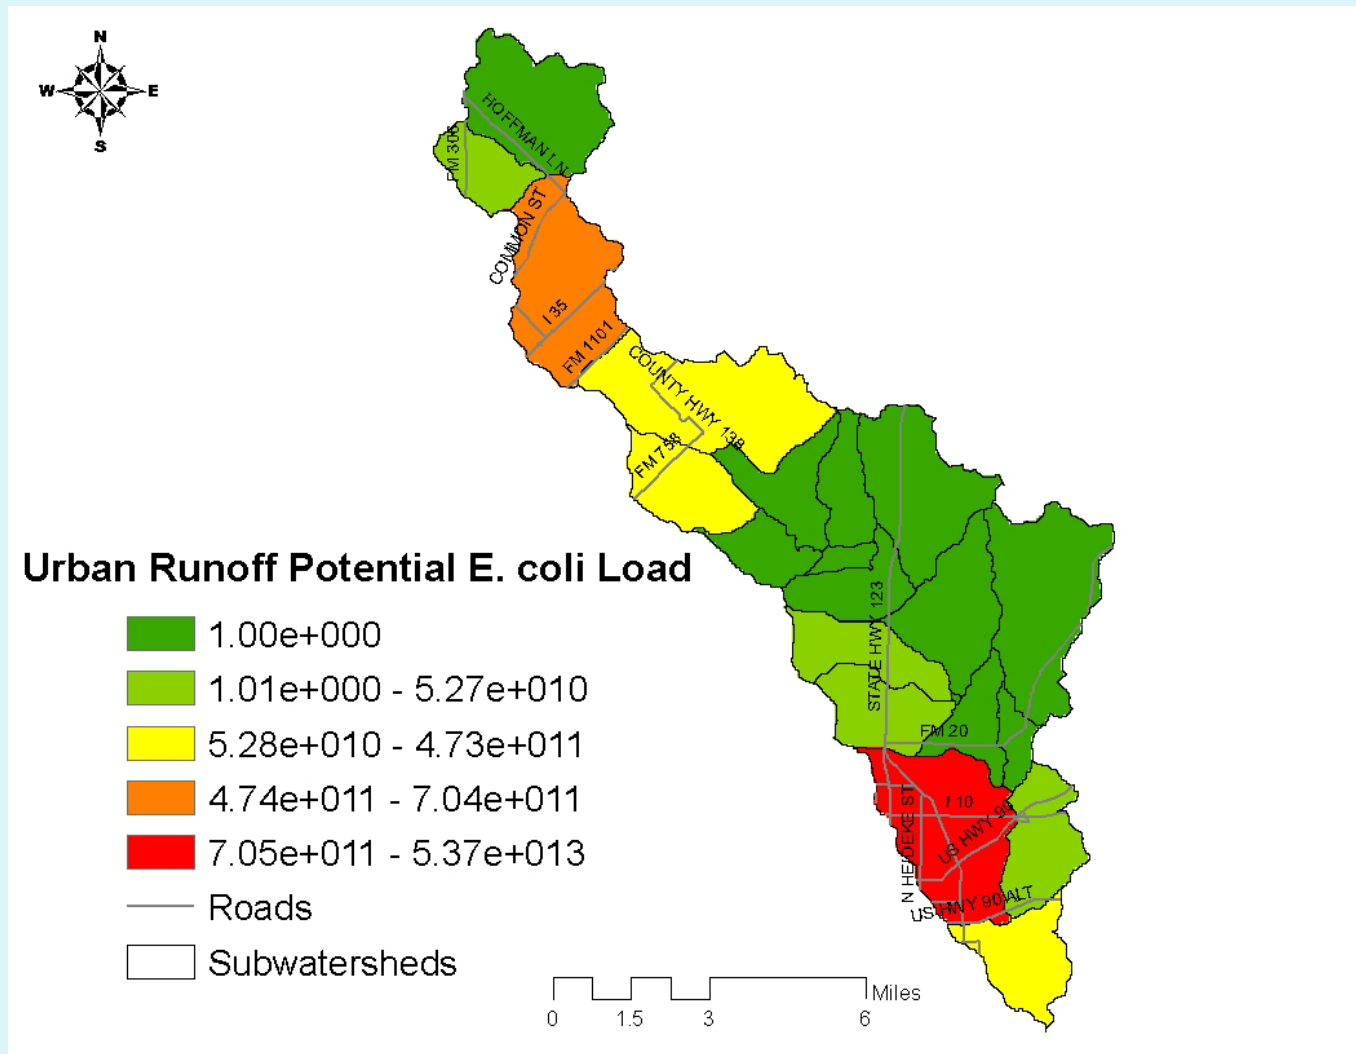 N
W
E
S
HOFFMAN LN
FM 306
COMMON ST
I 35
FM 1101
COUNTY HWY 138
FM 758
STATE HWY 123
FM 20
I 10
N HEIDEKE ST
US HWY 90
US HWY 90 ALT
Urban Runoff Potential E. coli Load
1.00e+000
1.01e+000 - 5.27e+010
5.28e+010 - 4.73e+011
4.74e+011 - 7.04e+011
7.05e+011 - 5.37e+013
Roads
Subwatersheds
Miles
0 1.5 3 6